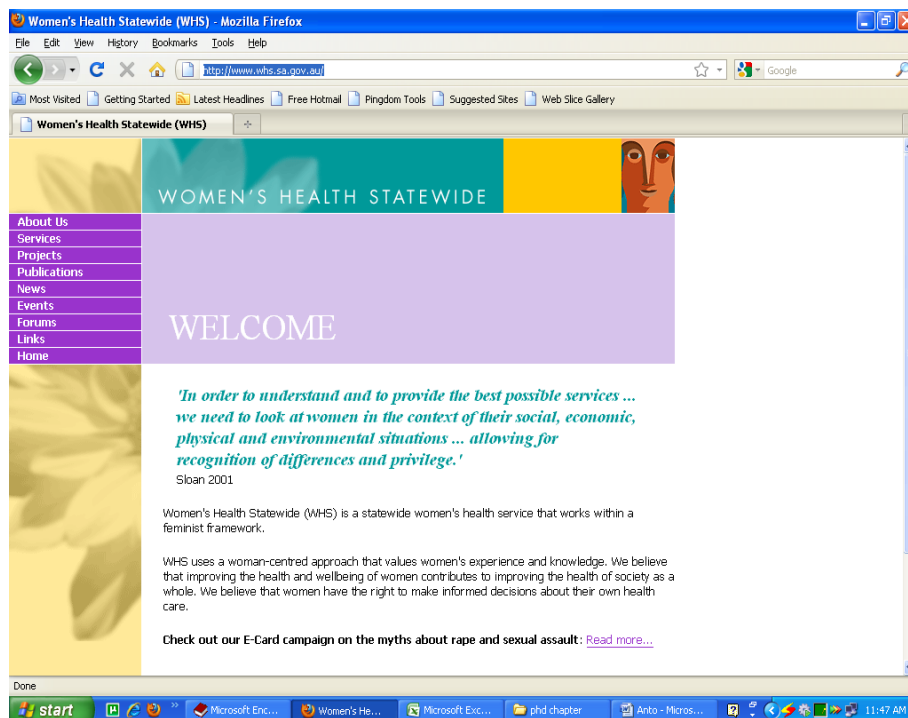 Women's Health Statewide (WHS) - Mozilla Firefox
File Edit View History Bookmarks Tools Help
http://www.whs.sa.gov.au/
Google
Most Visited Getting Started Latest Headlines Free Hotmail Pingdom Tools Suggested Sites Web Slice Gallery
Women's Health Statewide (WHS)
WOMEN'S HEALTH STATEWIDE
About Us
Services
Projects
Publications
News
Events
Forums
Links
Home
WELCOME
'In order to understand and to provide the best possible services ...
we need to look at women in the context of their social, economic,
physical and environmental situations ... allowing for
recognition of differences and privilege.'
Sloan 2001
Women's Health Statewide (WHS) is a statewide women's health service that works within a
feminist framework.
WHS uses a woman-centred approach that values women's experience and knowledge. We believe
that improving the health and wellbeing of women contributes to improving the health of society as a
whole. We believe that women have the right to make informed decisions about their own health
care.
Check out our E-Card campaign on the myths about rape and sexual assault: Read more...
Done
start Microsoft Enc... Women's He... Microsoft Exc... phd chapter Anto - Micros... 11:47 AM